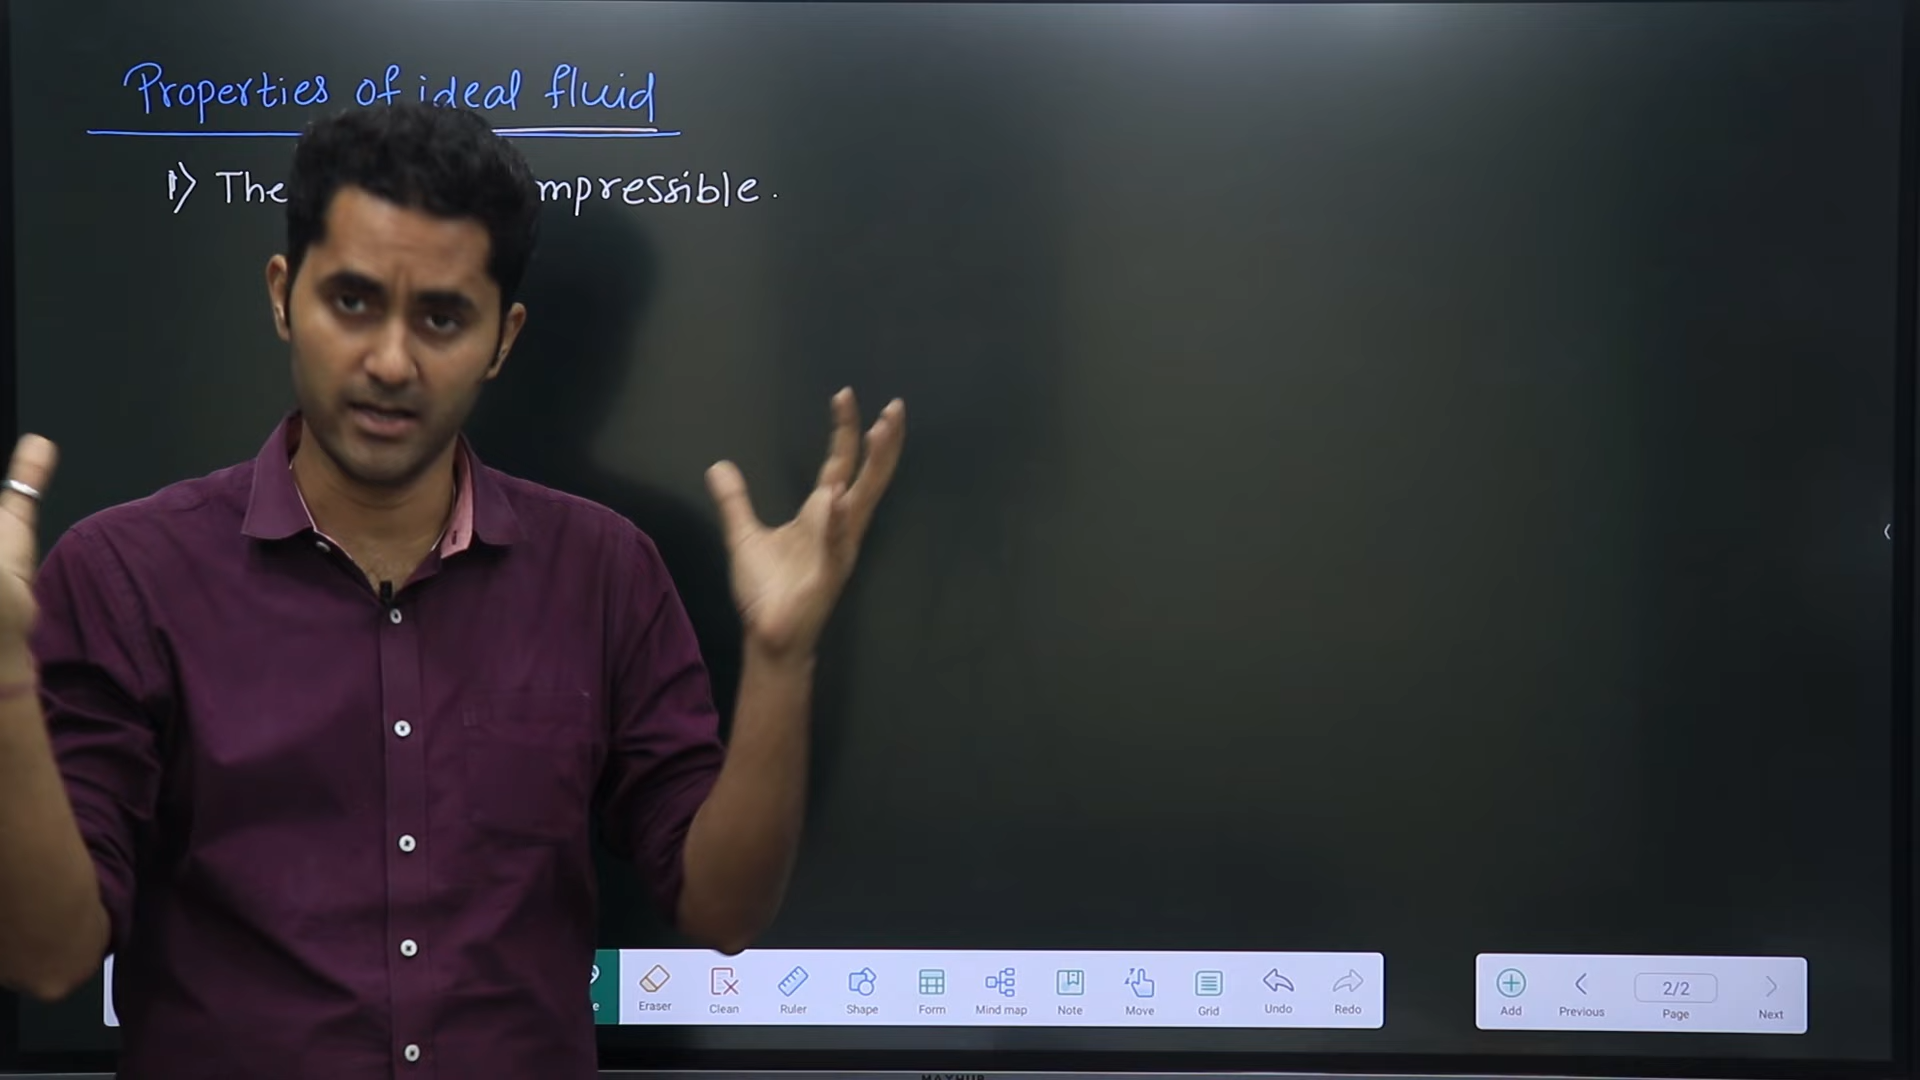 Properties of ideal fluid
1) The mpressible.
Eraser Clean Ruler Shape Form Mind map Note Move Grid Undo Redo
Add Previous 2/2 Page Next